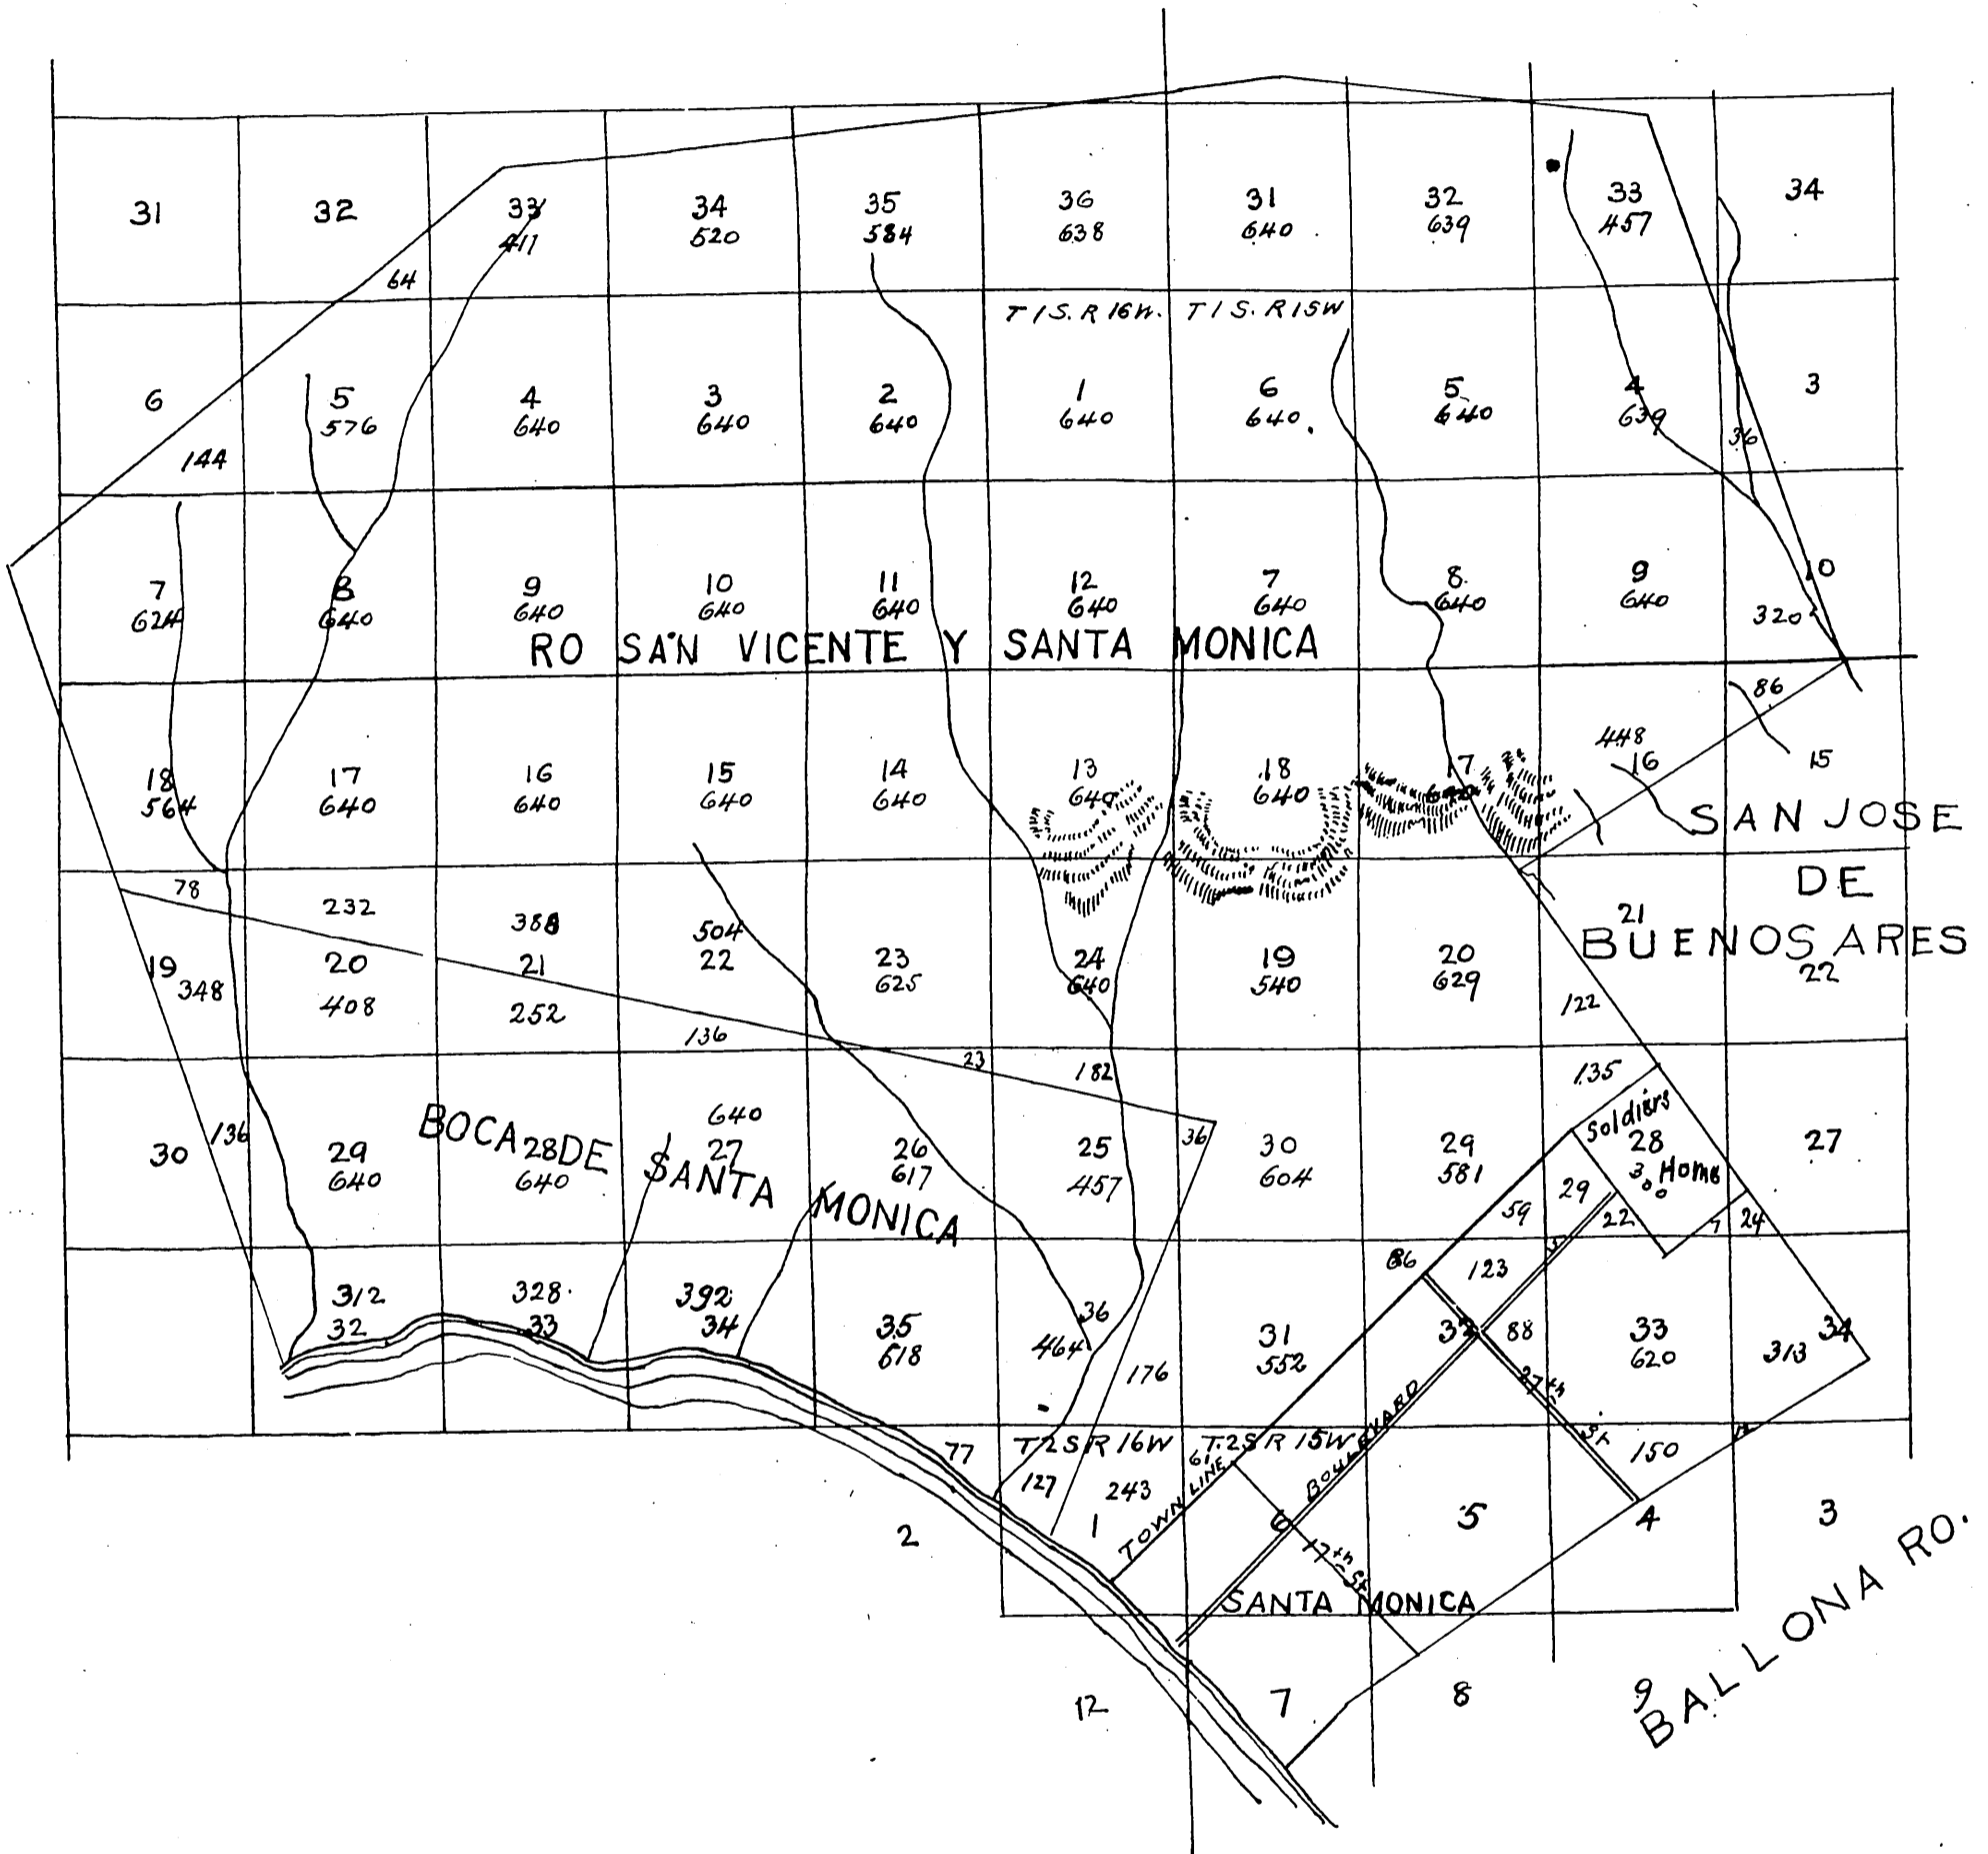 31 32 33 34 35 36 31 32 33 34
411 520 584 638 640 639 457
64
T1S. R16W. T1S. R15W
6 5 4 3 2 1 6 5 4 3
576 640 640 640 640 640 640 639
144 36
7 8 9 10 11 12 7 8 9 10
624 640 640 640 640 640 640 640 640 320
RO SAN VICENTE Y SANTA MONICA
86
448
18 17 16 15 14 13 18 17 16 15
564 640 640 640 640 640 640 640
SAN JOSE
DE
BUENOS ARES
78 232 388 504
19 20 21 22 23 24 19 20 21 22
348 408 252 625 640 540 629
122
136 23 182 135
640
BOCA DE SANTA MONICA
Soldiers
Home
300
30 29 28 27 26 25 30 29 28 27
136 640 640 617 457 36 604 581
59 29 22 7 24
86 123 5
312 328 392
32 33 34 35 36 31 32 33 34
618 464 176 552 88 620 313
27th St
77 T2S R16W T.2S R15W
127 243 61 150 12
TOWN LINE
BOULEVARD
2 1 6 5 4 3
17th St
SANTA MONICA
12 7 8 9
BALLONA RO.